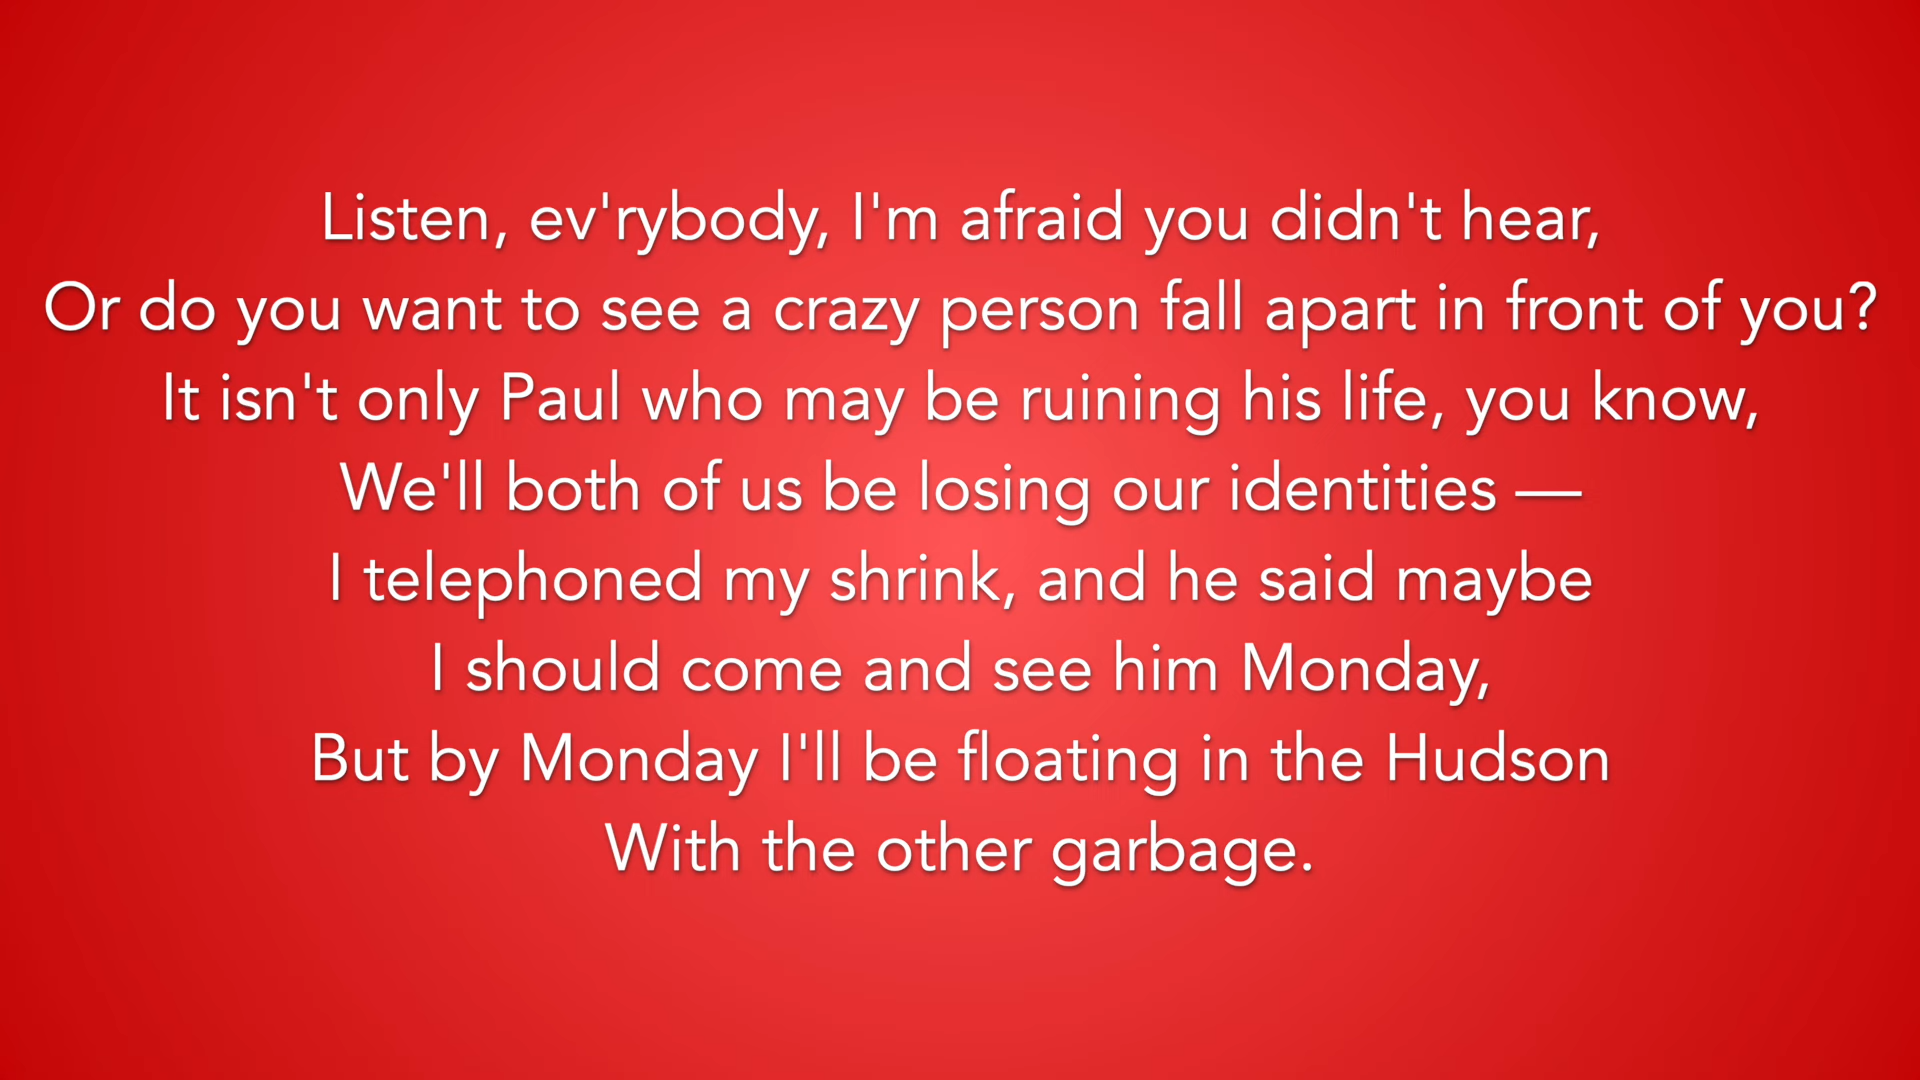 Listen, ev'rybody, I'm afraid you didn't hear,
Or do you want to see a crazy person fall apart in front of you?
It isn't only Paul who may be ruining his life, you know,
We'll both of us be losing our identities —
I telephoned my shrink, and he said maybe
I should come and see him Monday,
But by Monday I'll be floating in the Hudson
With the other garbage.